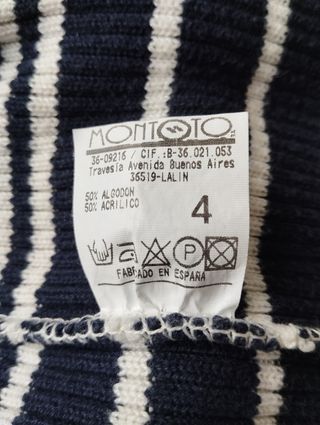 MONTOTO S.L.
36-09216 / CIF.:B-36.021.053
Travesía Avenida Buenos Aires
36519-LALIN
50% ALGODON
50% ACRILICO
4
P
FABRICADO EN ESPAÑA